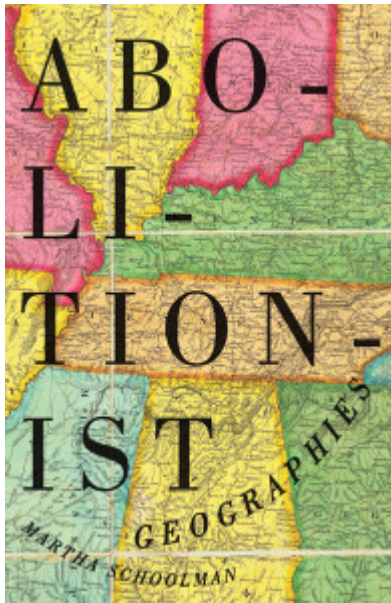 ABO-
LI-
TION-
IST
GEOGRAPHIES
MARTHA SCHOOLMAN